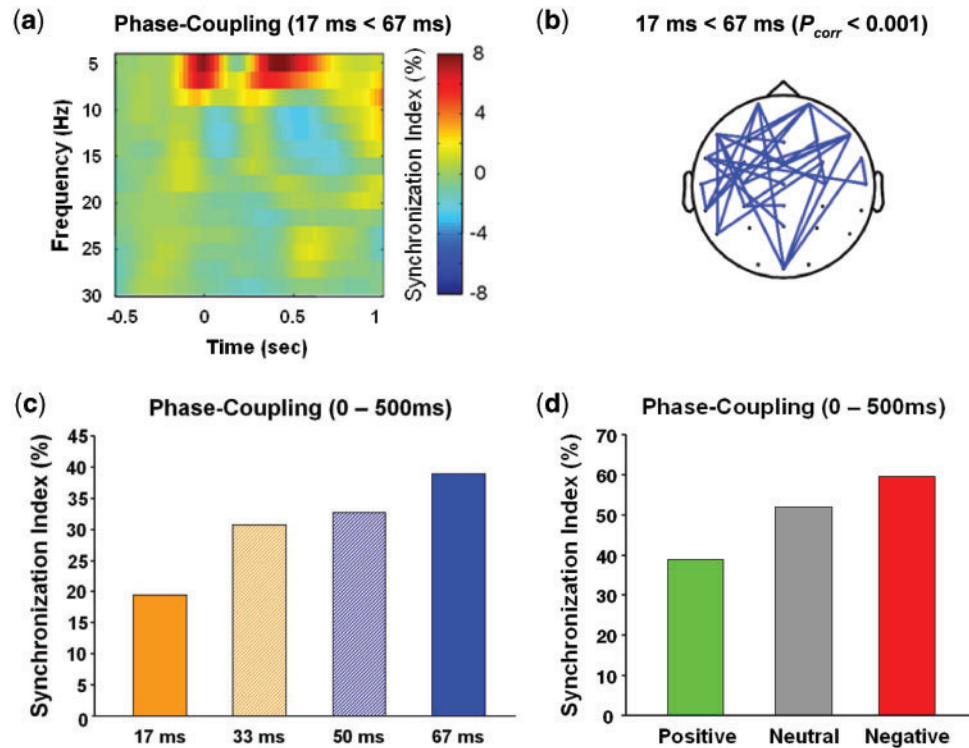 (a) Phase-Coupling (17 ms < 67 ms)
Frequency (Hz)
5
10
15
20
25
30
-0.5 0 0.5 1
Time (sec)
Synchronization Index (%)
8
4
0
-4
-8
(b) 17 ms < 67 ms (Pcorr < 0.001)
(c) Phase-Coupling (0 – 500ms)
Synchronization Index (%)
45
40
35
25
20
15
10
5
0
17 ms 33 ms 50 ms 67 ms
(d) Phase-Coupling (0 – 500ms)
Synchronization Index (%)
70
60
50
40
30
20
10
0
Positive Neutral Negative